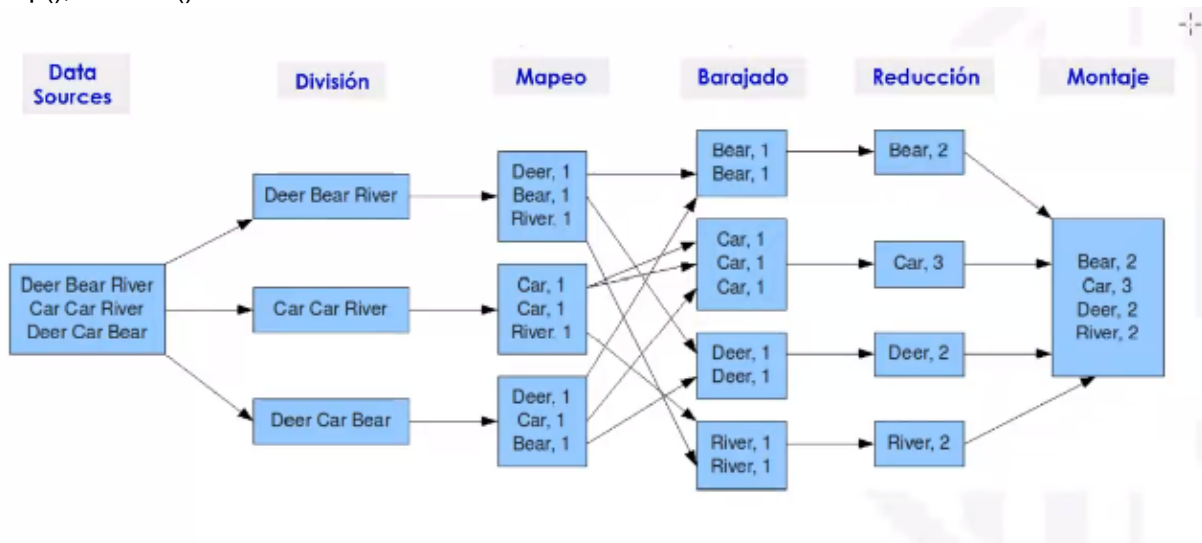 Data
Sources
División
Mapeo
Barajado
Reducción
Montaje
Deer Bear River
Car Car River
Deer Car Bear
Deer Bear River
Car Car River
Deer Car Bear
Deer, 1
Bear, 1
River. 1
Car, 1
Car, 1
River. 1
Deer, 1
Car, 1
Bear, 1
Bear, 1
Bear, 1
Car, 1
Car, 1
Car, 1
Deer, 1
Deer, 1
River, 1
River, 1
Bear, 2
Car, 3
Deer, 2
River, 2
Bear, 2
Car, 3
Deer, 2
River, 2